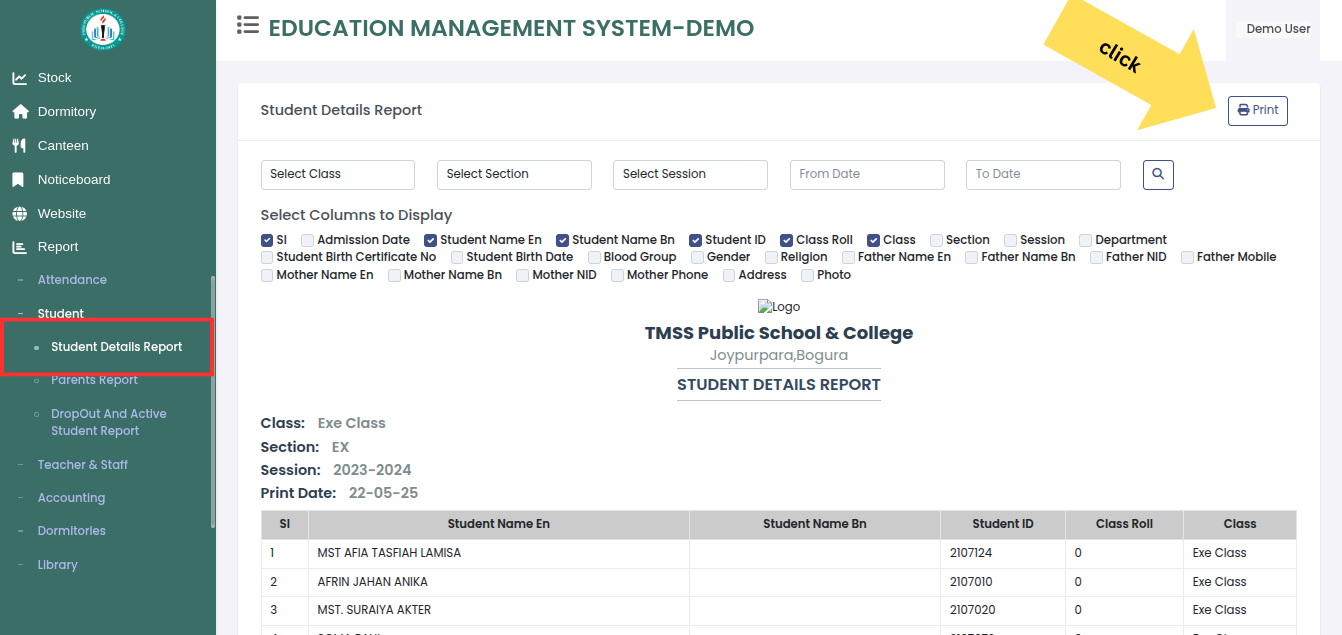 EDUCATION MANAGEMENT SYSTEM-DEMO
Demo User
click
Stock
Dormitory
Canteen
Noticeboard
Website
Report
Attendance
Student
Student Details Report
Parents Report
DropOut And Active
Student Report
Teacher & Staff
Accounting
Dormitories
Library
Student Details Report
Print
Select Class Select Section Select Session From Date To Date
Select Columns to Display
Sl Admission Date Student Name En Student Name Bn Student ID Class Roll Class Section Session Department
Student Birth Certificate No Student Birth Date Blood Group Gender Religion Father Name En Father Name Bn Father NID Father Mobile
Mother Name En Mother Name Bn Mother NID Mother Phone Address Photo
Logo
TMSS Public School & College
Joypurpara,Bogura
STUDENT DETAILS REPORT
Class: Exe Class
Section: EX
Session: 2023-2024
Print Date: 22-05-25
Sl Student Name En Student Name Bn Student ID Class Roll Class
1 MST AFIA TASFIAH LAMISA 2107124 0 Exe Class
2 AFRIN JAHAN ANIKA 2107010 0 Exe Class
3 MST. SURAIYA AKTER 2107020 0 Exe Class